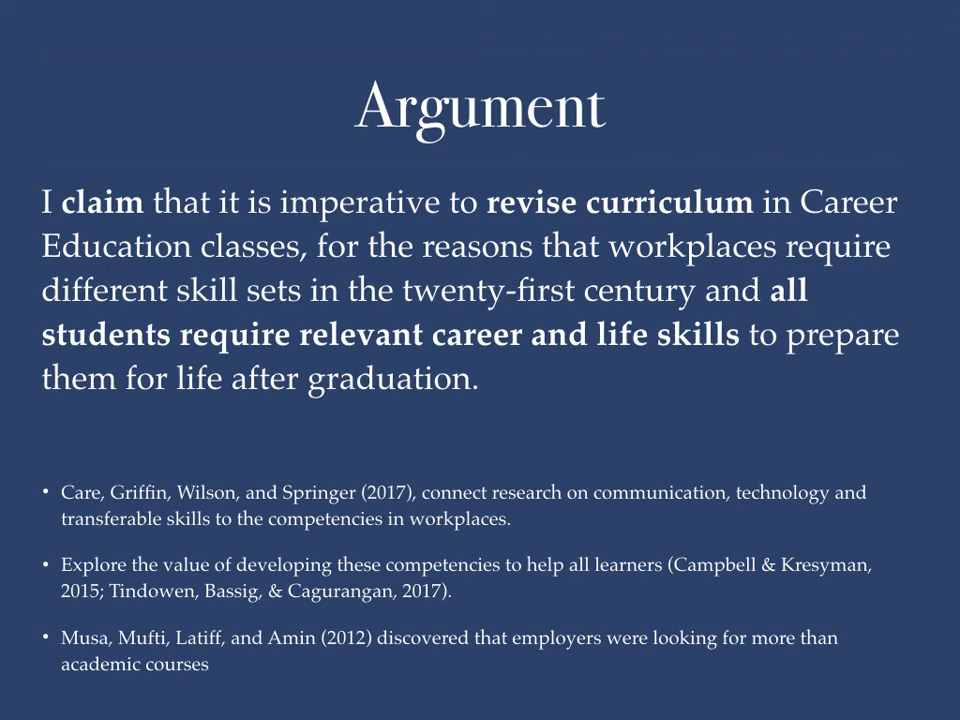 Argument
I claim that it is imperative to revise curriculum in Career
Education classes, for the reasons that workplaces require
different skill sets in the twenty-first century and all
students require relevant career and life skills to prepare
them for life after graduation.
• Care, Griffin, Wilson, and Springer (2017), connect research on communication, technology and
transferable skills to the competencies in workplaces.
• Explore the value of developing these competencies to help all learners (Campbell & Kresyman,
2015; Tindowen, Bassig, & Cagurangan, 2017).
• Musa, Mufti, Latiff, and Amin (2012) discovered that employers were looking for more than
academic courses